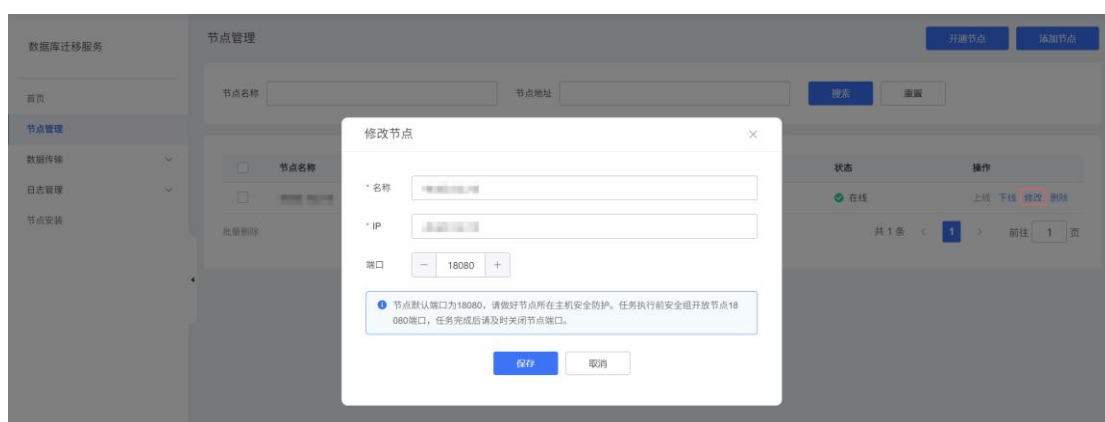 数据库迁移服务
节点管理
开通节点
添加节点
首页
节点管理
数据传输
日志管理
节点安装
节点名称
节点地址
搜索
重置
节点名称
状态
操作
在线
上线 下线 修改 删除
批量删除
共 1 条
1
前往 1 页
修改节点
* 名称
* IP
端口
18080
节点默认端口为18080，请做好节点所在主机安全防护。任务执行前安全组开放节点18
080端口，任务完成后请及时关闭节点端口。
保存
取消